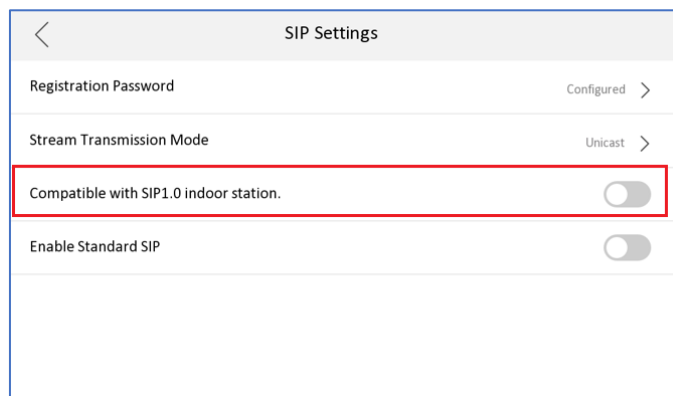 SIP Settings
Registration Password Configured
Stream Transmission Mode Unicast
Compatible with SIP1.0 indoor station.
Enable Standard SIP